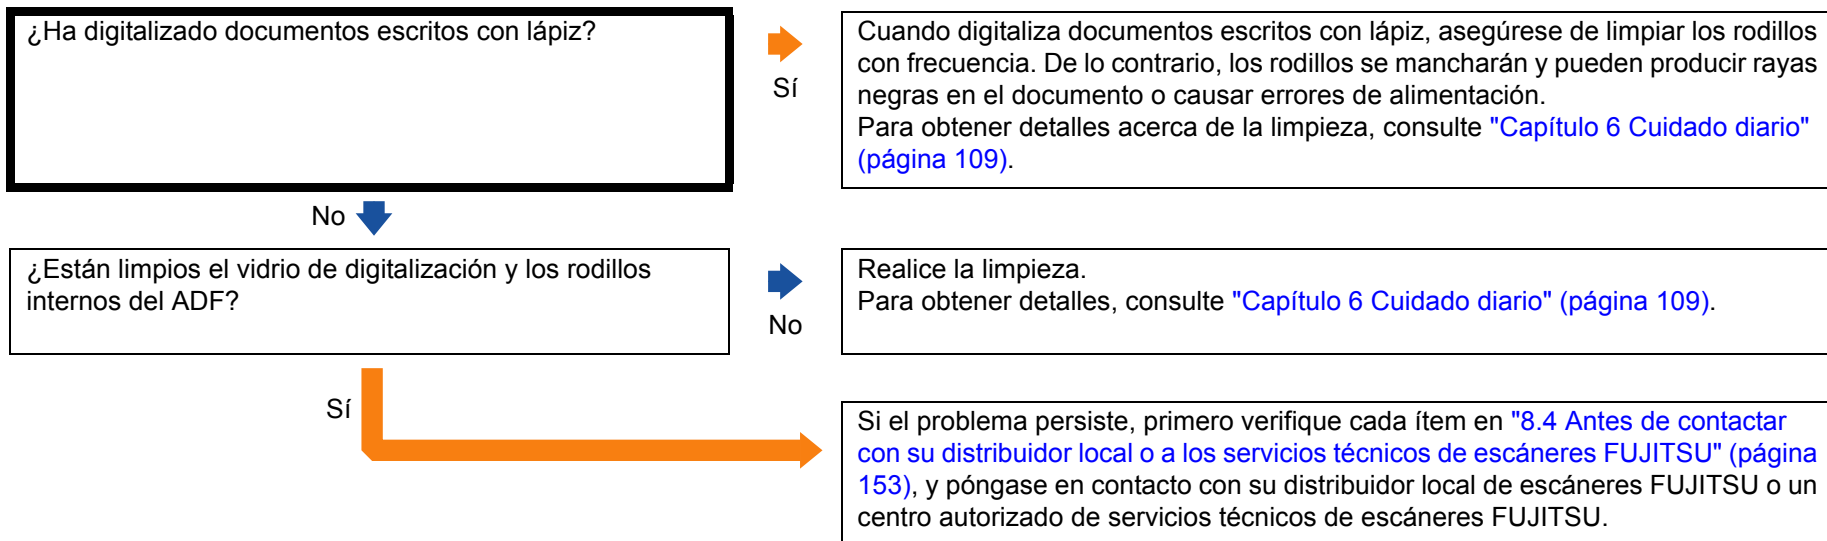 ¿Ha digitalizado documentos escritos con lápiz?
Sí
Cuando digitaliza documentos escritos con lápiz, asegúrese de limpiar los rodillos
con frecuencia. De lo contrario, los rodillos se mancharán y pueden producir rayas
negras en el documento o causar errores de alimentación.
Para obtener detalles acerca de la limpieza, consulte "Capítulo 6 Cuidado diario"
(página 109).
No
¿Están limpios el vidrio de digitalización y los rodillos
internos del ADF?
No
Realice la limpieza.
Para obtener detalles, consulte "Capítulo 6 Cuidado diario" (página 109).
Sí
Si el problema persiste, primero verifique cada ítem en "8.4 Antes de contactar
con su distribuidor local o a los servicios técnicos de escáneres FUJITSU" (página
153), y póngase en contacto con su distribuidor local de escáneres FUJITSU o un
centro autorizado de servicios técnicos de escáneres FUJITSU.